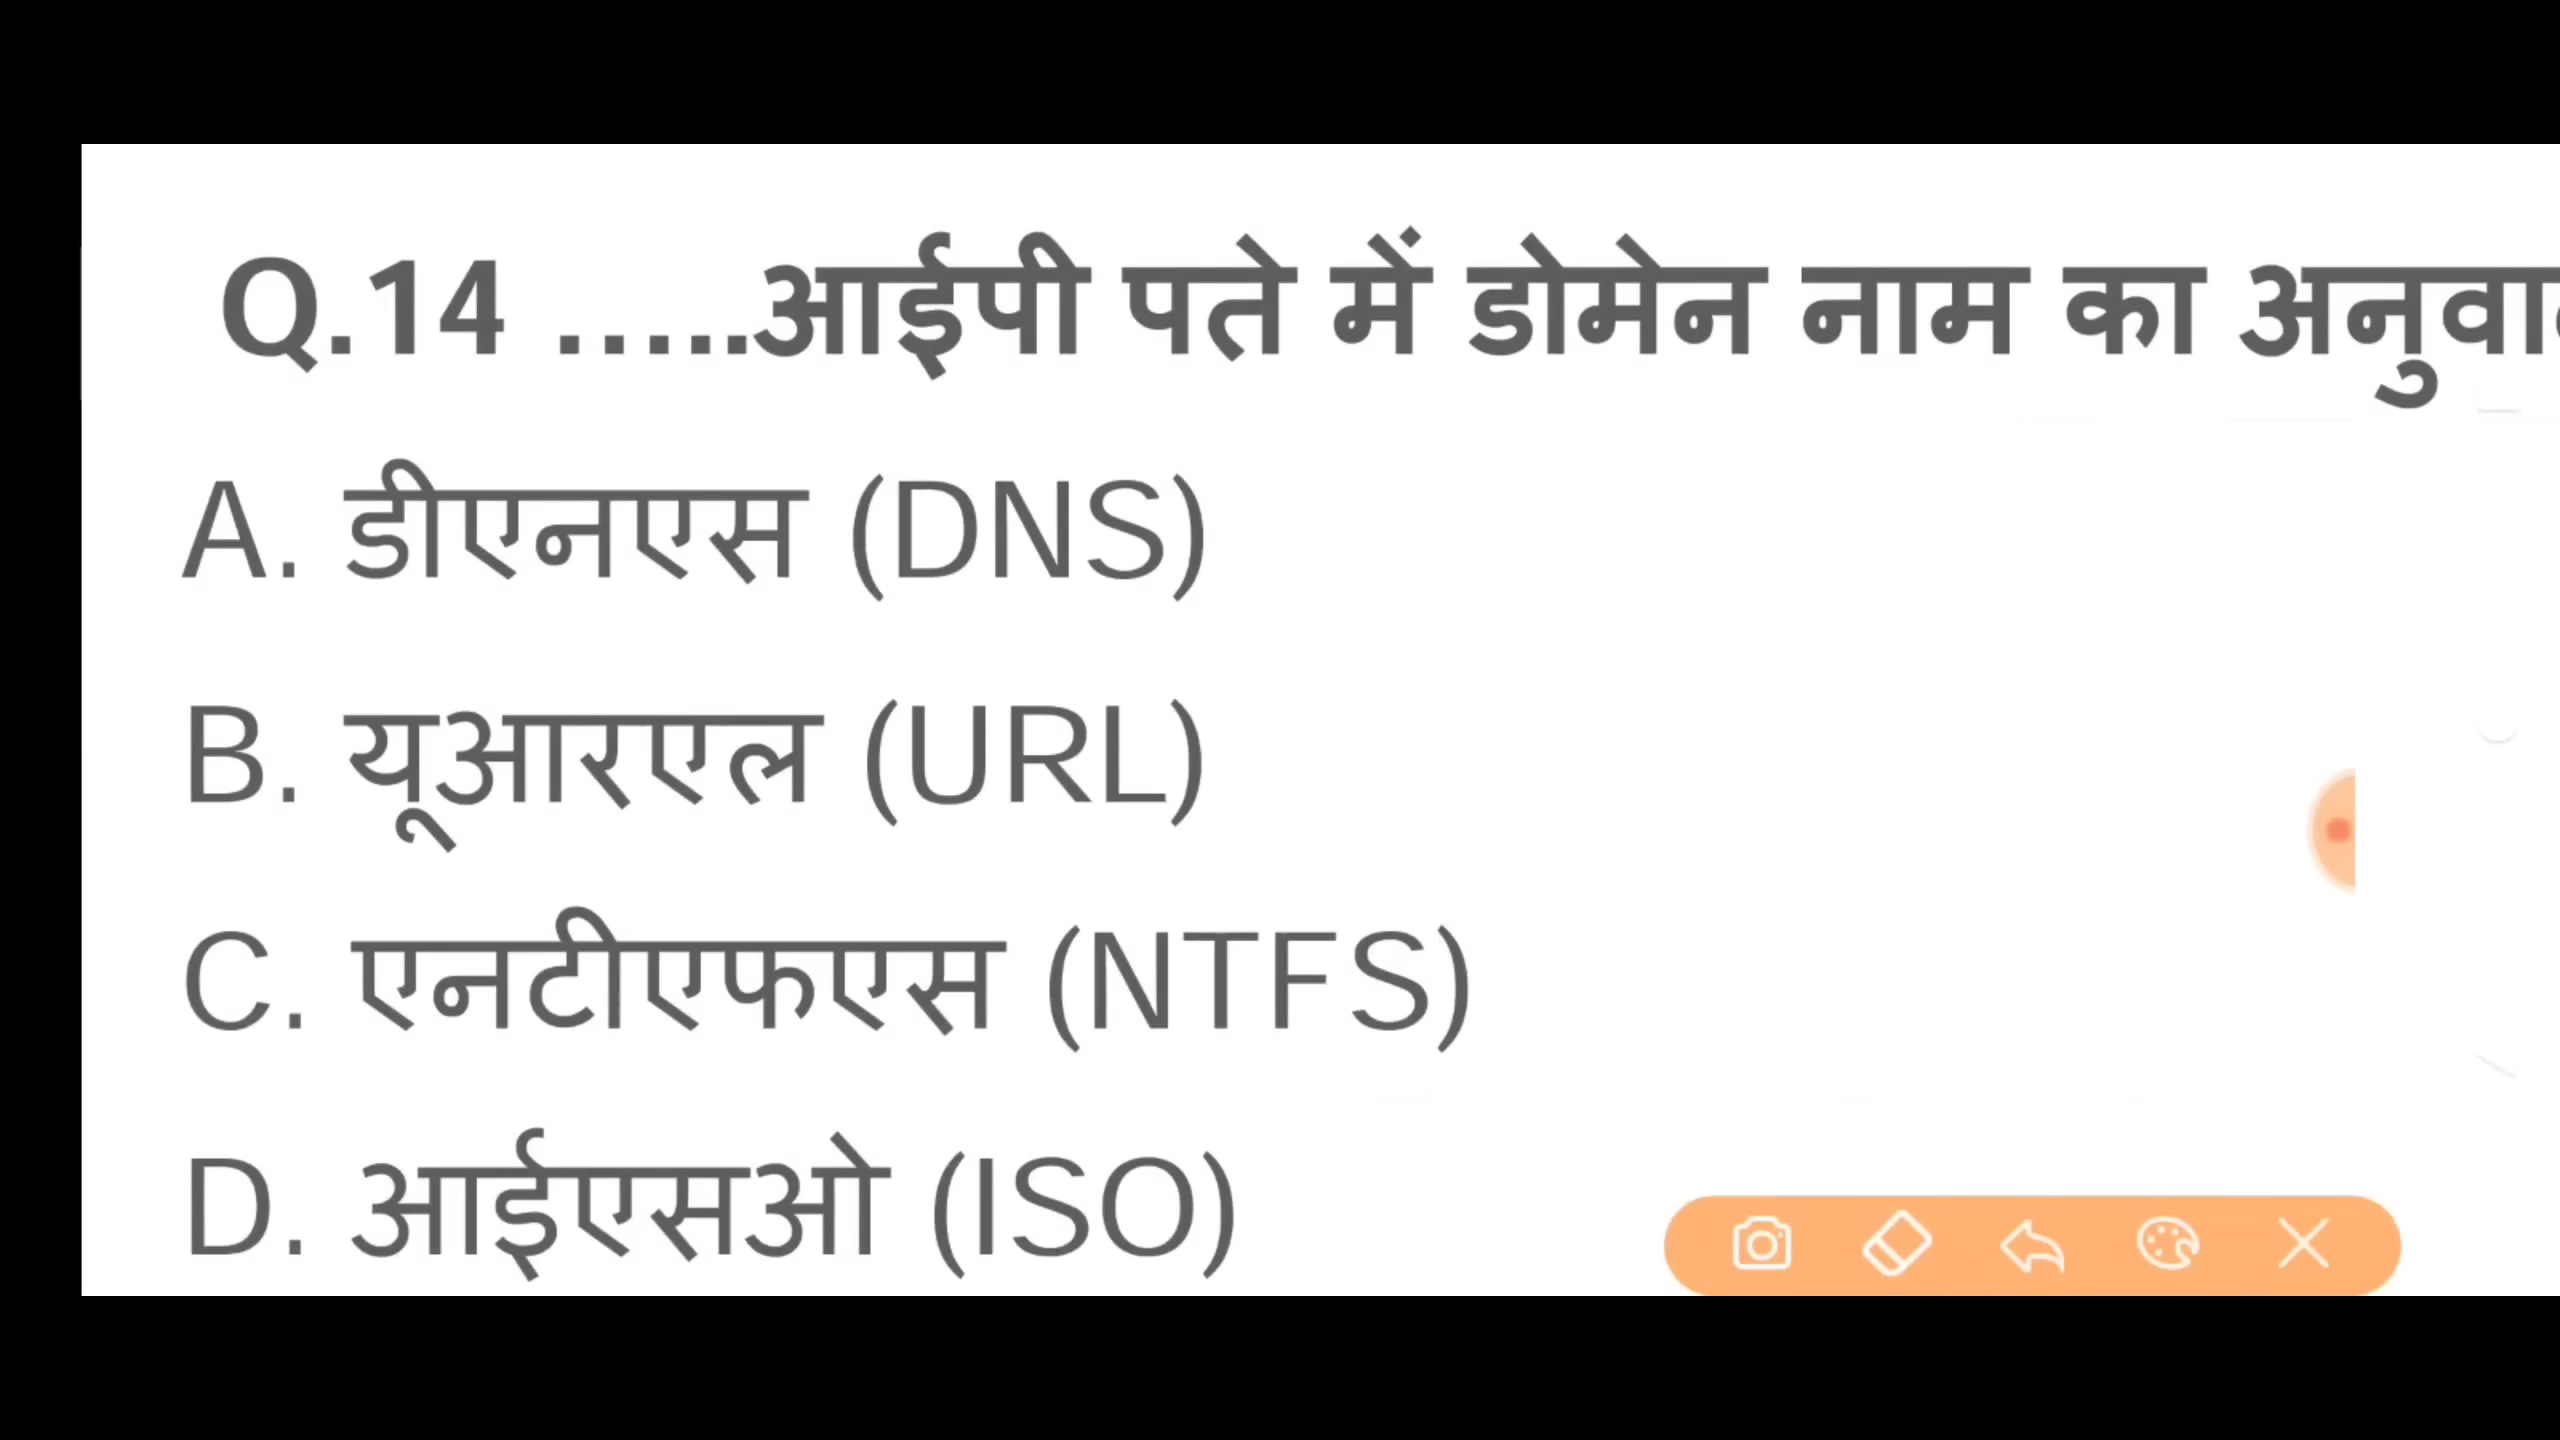 Q.14 .....आईपी पते में डोमेन नाम का
A. डीएनएस (DNS)
B. यूआरएल (URL)
C. एनटीएफएस (NTFS)
D. आईएसओ (ISO)